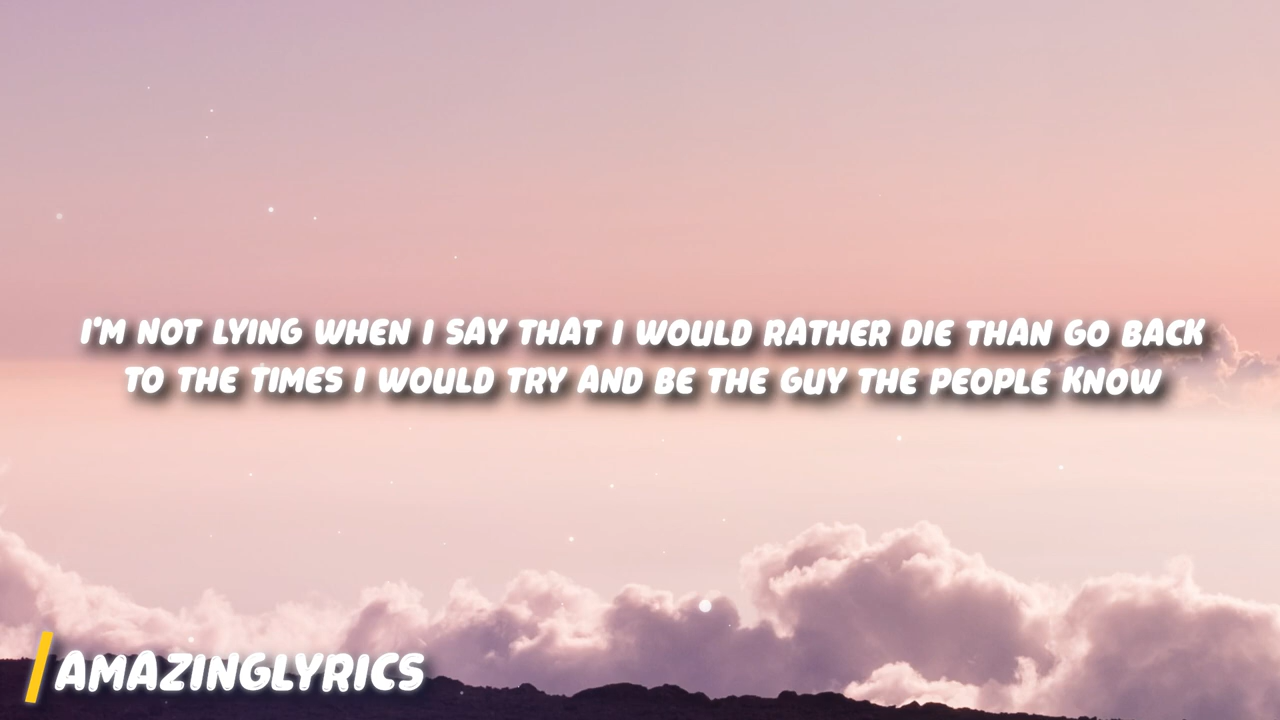 I'M NOT LYING WHEN I SAY THAT I WOULD RATHER DIE THAN GO BACK
TO THE TIMES I WOULD TRY AND BE THE GUY THE PEOPLE KNOW
AMAZINGLYRICS